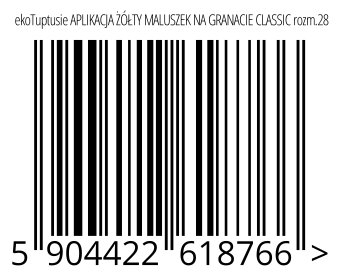 ekoTuptusie APLIKACJA ŻÓŁTY MALUSZEK NA GRANACIE CLASSIC rozm.28
5 904422 618766 >